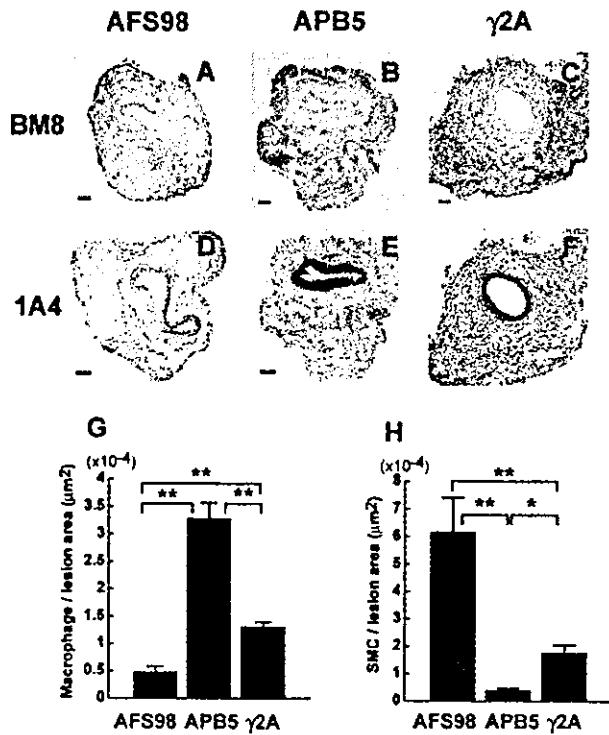 AFS98 APB5 γ2A
BM8 A B C
1A4 D E F
G
(x10⁻⁴)
Macrophage / lesion area (μm²)
4
3.5
3
2.5
2
1.5
1
0.5
0
** ** **
AFS98 APB5 γ2A
H
(x10⁻⁴)
SMC / lesion area (μm²)
8
7
6
5
4
3
2
1
0
** ** *
AFS98 APB5 γ2A